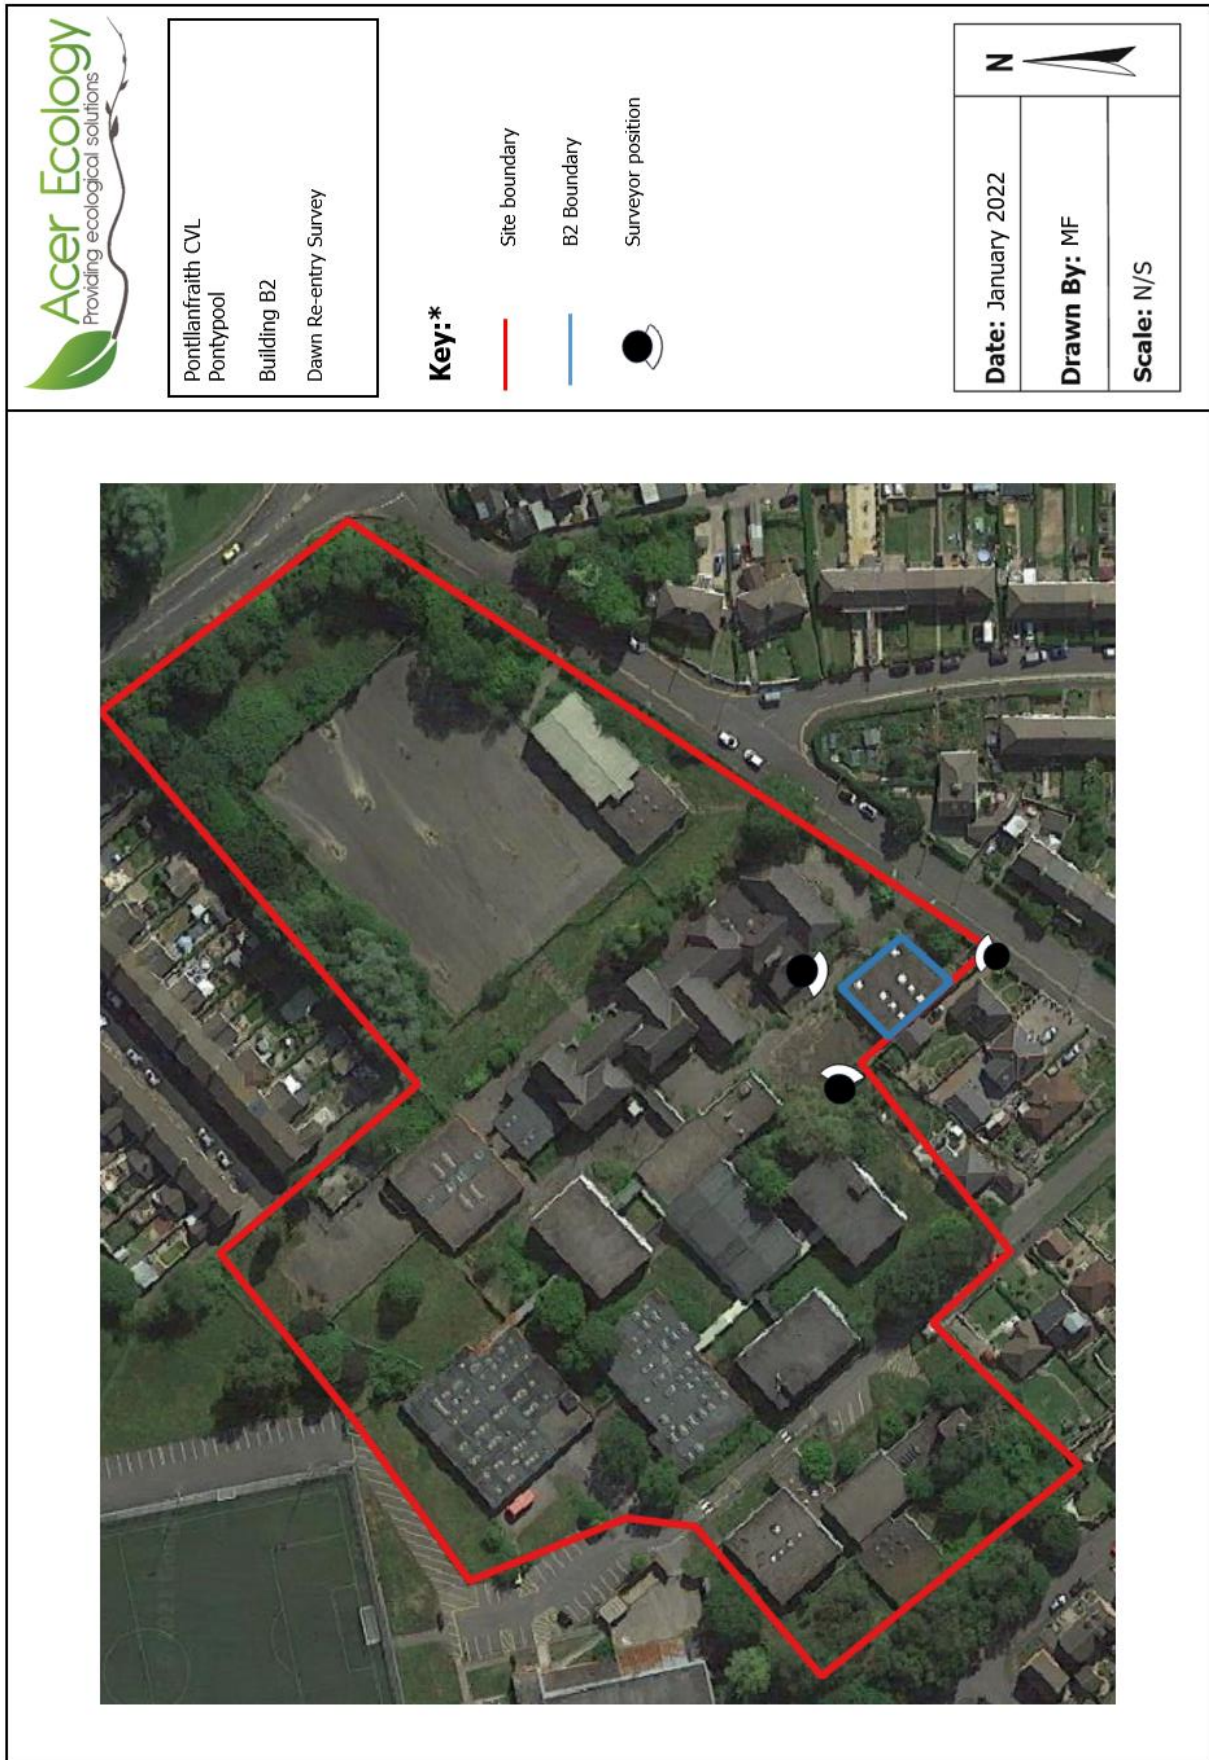 Acer Ecology
Providing ecological solutions
Pontllanfraith CVL
Pontypool
Building B2
Dawn Re-entry Survey
Key:*
Site boundary
B2 Boundary
Surveyor position
Date: January 2022
N
Drawn By: MF
Scale: N/S